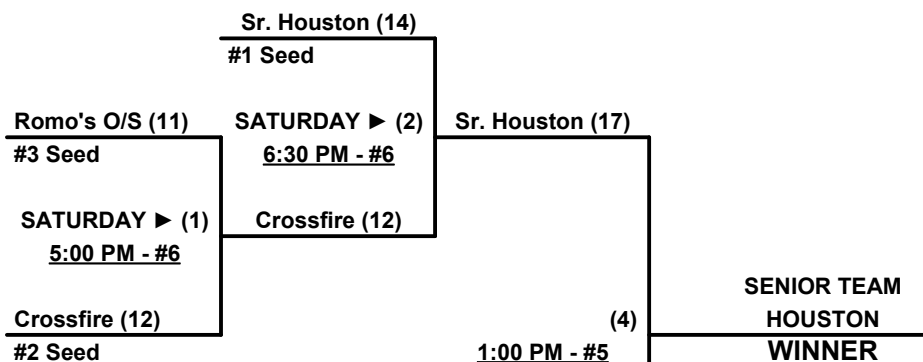 Sr. Houston (14)
#1 Seed
Romo's O/S (11)
SATURDAY ► (2)
Sr. Houston (17)
#3 Seed
6:30 PM - #6
SATURDAY ► (1)
Crossfire (12)
5:00 PM - #6
SENIOR TEAM
Crossfire (12)
(4)
HOUSTON
#2 Seed
1:00 PM - #5
WINNER